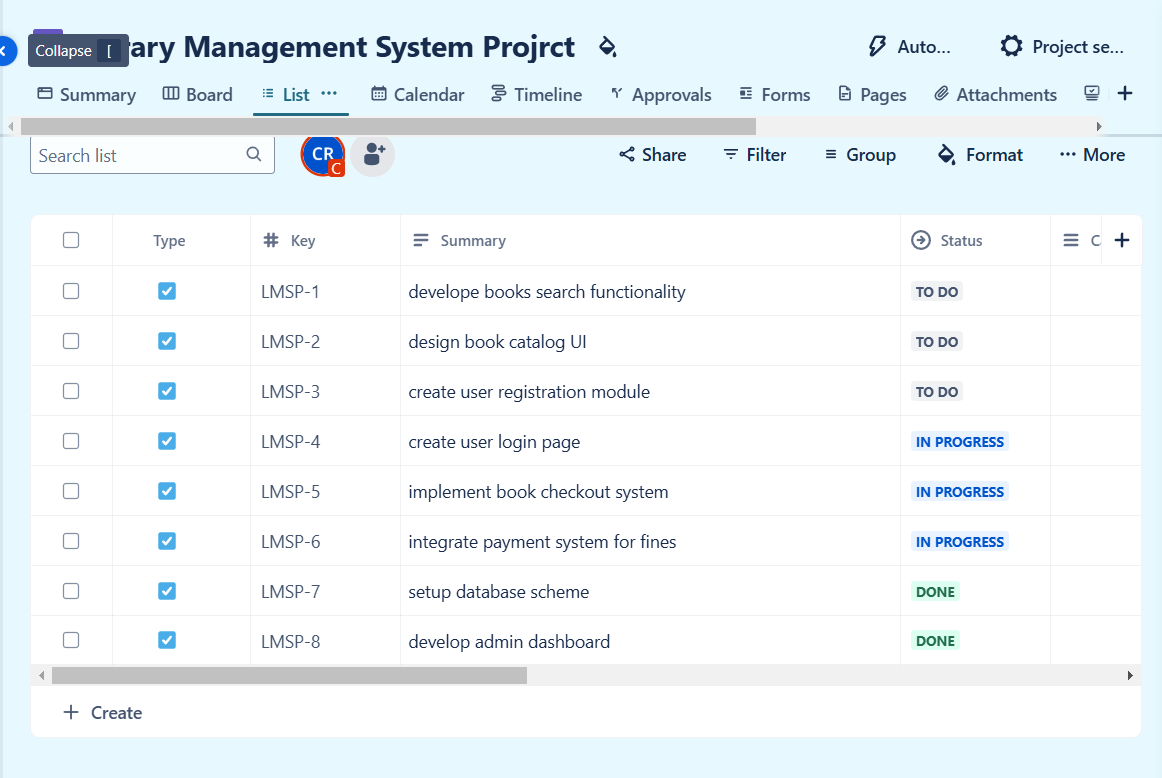 Collapse [
rary Management System Projrct
Auto...
Project se...
Summary
Board
List
Calendar
Timeline
Approvals
Forms
Pages
Attachments
Search list
CR
C
Share
Filter
Group
Format
More
Type Key Summary Status C
LMSP-1 develope books search functionality TO DO
LMSP-2 design book catalog UI TO DO
LMSP-3 create user registration module TO DO
LMSP-4 create user login page IN PROGRESS
LMSP-5 implement book checkout system IN PROGRESS
LMSP-6 integrate payment system for fines IN PROGRESS
LMSP-7 setup database scheme DONE
LMSP-8 develop admin dashboard DONE
Create